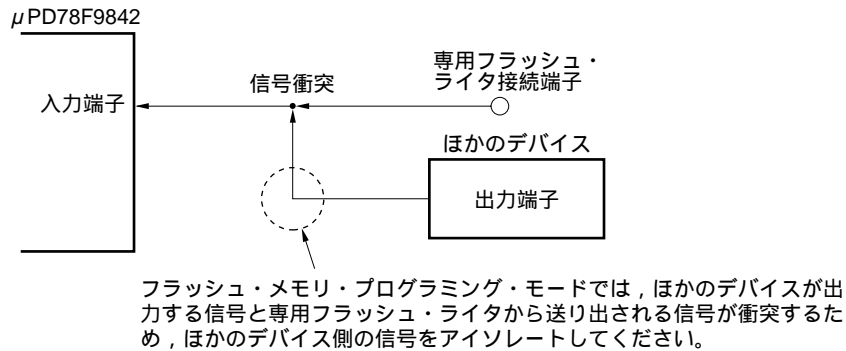 μPD78F9842
専用フラッシュ・
ライタ接続端子
信号衝突
入力端子
ほかのデバイス
出力端子
フラッシュ・メモリ・プログラミング・モードでは，ほかのデバイスが出
力する信号と専用フラッシュ・ライタから送り出される信号が衝突するた
め，ほかのデバイス側の信号をアイソレートしてください。